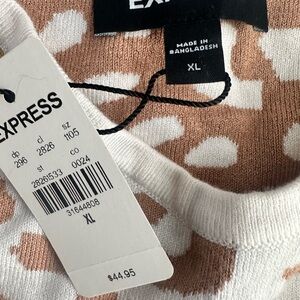 EXPRESS
MADE IN
BANGLADESH
XL
EXPRESS
dp cl sz
296 2826 1105
st co
28261533 0024
31644808
XL
$44.95